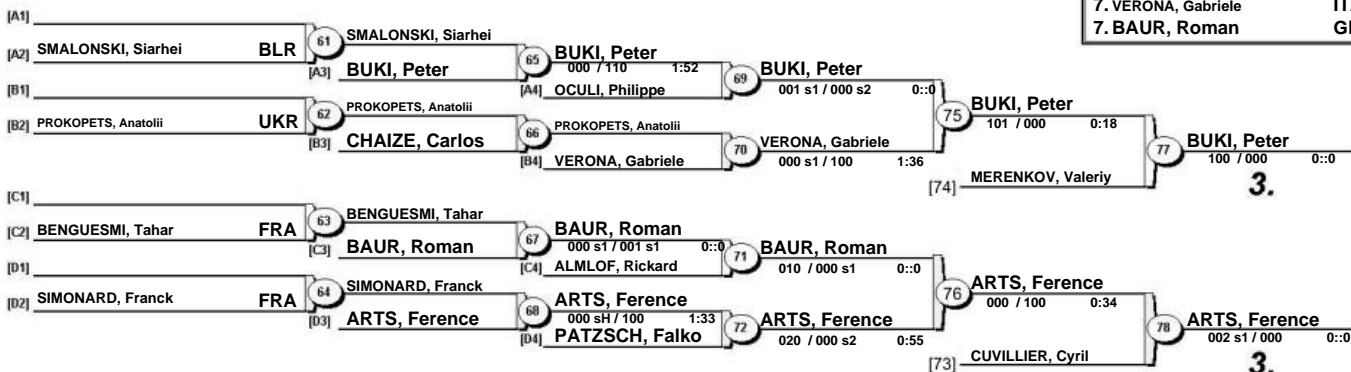 7. VERONA, Gabriele
7. BAUR, Roman
[A1]
[A2] SMALONSKI, Siarhei BLR
61
SMALONSKI, Siarhei
[A3] BUKI, Peter
65
BUKI, Peter
000 / 110 1:52
[A4] OCULI, Philippe
69
BUKI, Peter
001 s1 / 000 s2 0::0
[B1]
[B2] PROKOPETS, Anatolii UKR
62
PROKOPETS, Anatolii
[B3] CHAIZE, Carlos
66
PROKOPETS, Anatolii
[B4] VERONA, Gabriele
70
VERONA, Gabriele
000 s1 / 100 1:36
75
BUKI, Peter
101 / 000 0:18
[74] MERENKOV, Valeriy
77
BUKI, Peter
100 / 000 0::0
3.
[C1]
[C2] BENGUESMI, Tahar FRA
63
BENGUESMI, Tahar
[C3] BAUR, Roman
67
BAUR, Roman
000 s1 / 001 s1 0::0
[C4] ALMLOF, Rickard
71
BAUR, Roman
010 / 000 s1 0::0
[D1]
[D2] SIMONARD, Franck FRA
64
SIMONARD, Franck
[D3] ARTS, Ference
68
ARTS, Ference
000 sH / 100 1:33
[D4] PATZSCH, Falko
72
ARTS, Ference
020 / 000 s2 0:55
76
ARTS, Ference
000 / 100 0:34
[73] CUVILLIER, Cyril
78
ARTS, Ference
002 s1 / 000 0::0
3.